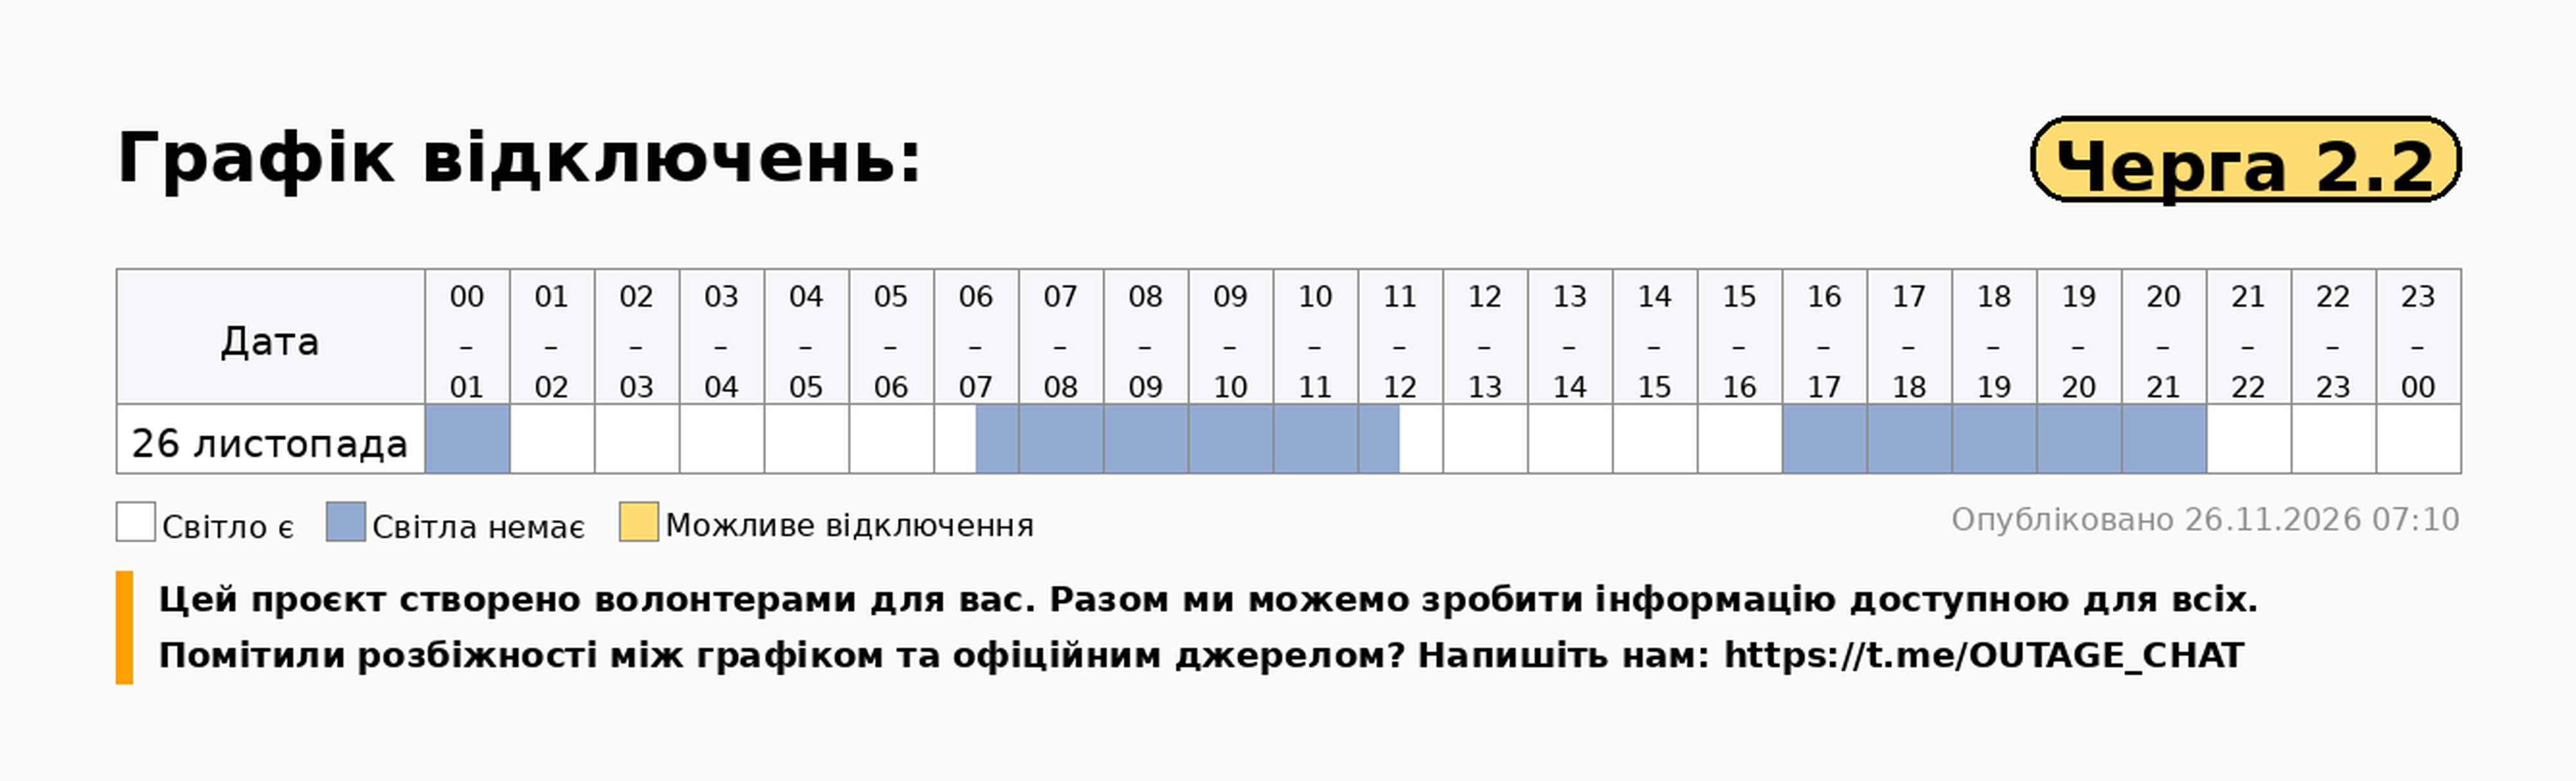 Графік відключень:
Черга 2.2
Дата
00 – 01
01 – 02
02 – 03
03 – 04
04 – 05
05 – 06
06 – 07
07 – 08
08 – 09
09 – 10
10 – 11
11 – 12
12 – 13
13 – 14
14 – 15
15 – 16
16 – 17
17 – 18
18 – 19
19 – 20
20 – 21
21 – 22
22 – 23
23 – 00
26 листопада
Світло є
Світла немає
Можливе відключення
Опубліковано 26.11.2026 07:10
Цей проєкт створено волонтерами для вас. Разом ми можемо зробити інформацію доступною для всіх.
Помітили розбіжності між графіком та офіційним джерелом? Напишіть нам: https://t.me/OUTAGE_CHAT